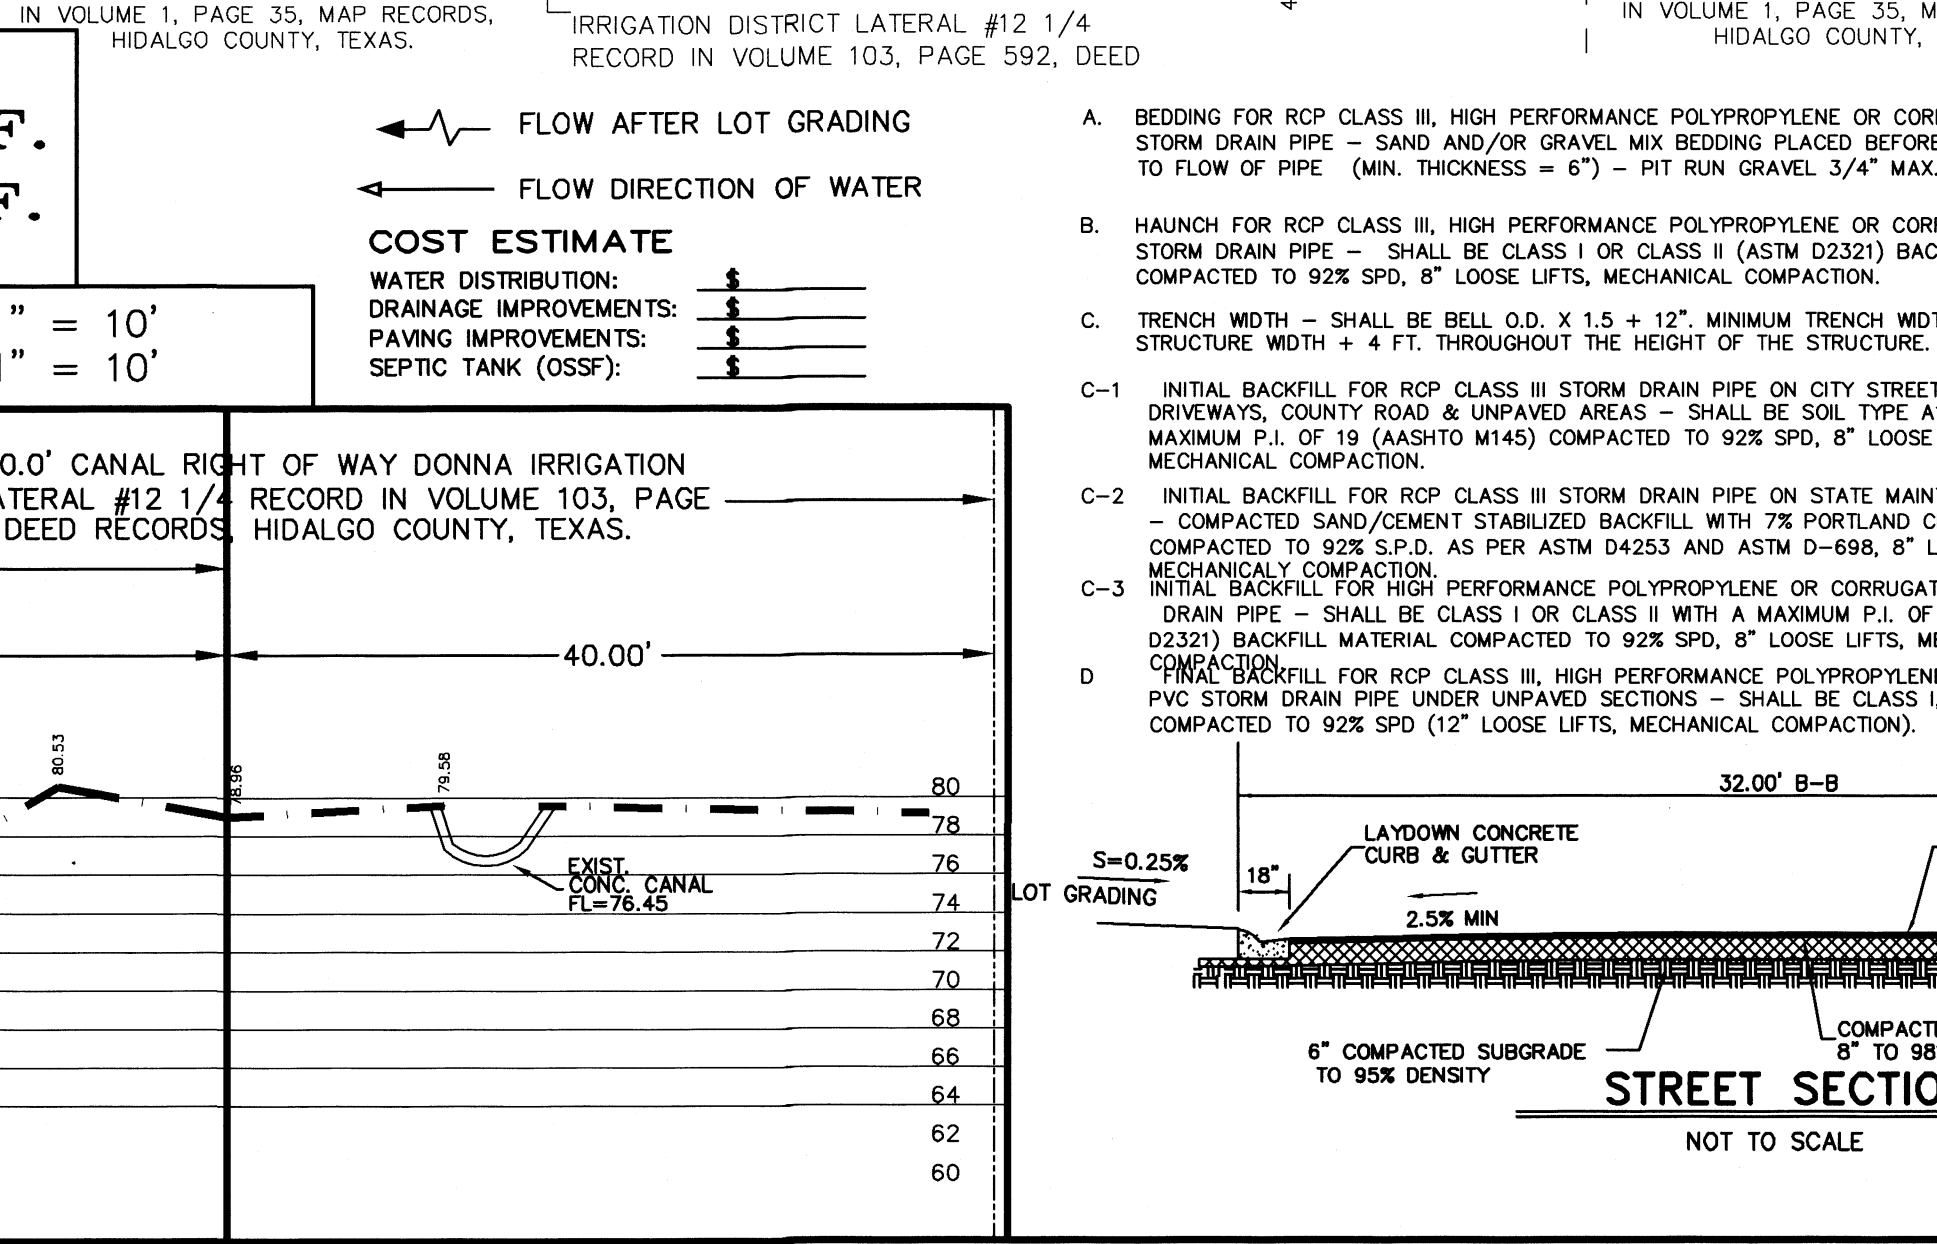 IN VOLUME 1, PAGE 35, MAP RECORDS,
HIDALGO COUNTY, TEXAS.
IRRIGATION DISTRICT LATERAL #12 1/4
RECORD IN VOLUME 103, PAGE 592, DEED
4
IN VOLUME 1, PAGE 35, M
HIDALGO COUNTY,
F.
F.
" = 10'
1" = 10'
FLOW AFTER LOT GRADING
FLOW DIRECTION OF WATER
COST ESTIMATE
WATER DISTRIBUTION: $
DRAINAGE IMPROVEMENTS: $
PAVING IMPROVEMENTS: $
SEPTIC TANK (OSSF): $
A. BEDDING FOR RCP CLASS III, HIGH PERFORMANCE POLYPROPYLENE OR CORR
STORM DRAIN PIPE – SAND AND/OR GRAVEL MIX BEDDING PLACED BEFORE
TO FLOW OF PIPE (MIN. THICKNESS = 6") – PIT RUN GRAVEL 3/4" MAX.
B. HAUNCH FOR RCP CLASS III, HIGH PERFORMANCE POLYPROPYLENE OR CORR
STORM DRAIN PIPE – SHALL BE CLASS I OR CLASS II (ASTM D2321) BAC
COMPACTED TO 92% SPD, 8" LOOSE LIFTS, MECHANICAL COMPACTION.
C. TRENCH WIDTH – SHALL BE BELL O.D. X 1.5 + 12". MINIMUM TRENCH WIDT
STRUCTURE WIDTH + 4 FT. THROUGHOUT THE HEIGHT OF THE STRUCTURE.
C–1 INITIAL BACKFILL FOR RCP CLASS III STORM DRAIN PIPE ON CITY STREET
DRIVEWAYS, COUNTY ROAD & UNPAVED AREAS – SHALL BE SOIL TYPE A
MAXIMUM P.I. OF 19 (AASHTO M145) COMPACTED TO 92% SPD, 8" LOOSE
MECHANICAL COMPACTION.
C–2 INITIAL BACKFILL FOR RCP CLASS III STORM DRAIN PIPE ON STATE MAIN
– COMPACTED SAND/CEMENT STABILIZED BACKFILL WITH 7% PORTLAND C
COMPACTED TO 92% S.P.D. AS PER ASTM D4253 AND ASTM D–698, 8" L
MECHANICALY COMPACTION.
C–3 INITIAL BACKFILL FOR HIGH PERFORMANCE POLYPROPYLENE OR CORRUGAT
DRAIN PIPE – SHALL BE CLASS I OR CLASS II WITH A MAXIMUM P.I. OF
D2321) BACKFILL MATERIAL COMPACTED TO 92% SPD, 8" LOOSE LIFTS, ME
COMPACTION.
D FINAL BACKFILL FOR RCP CLASS III, HIGH PERFORMANCE POLYPROPYLENE
PVC STORM DRAIN PIPE UNDER UNPAVED SECTIONS – SHALL BE CLASS I,
COMPACTED TO 92% SPD (12" LOOSE LIFTS, MECHANICAL COMPACTION).
0.0' CANAL RIGHT OF WAY DONNA IRRIGATION
ATERAL #12 1/4 RECORD IN VOLUME 103, PAGE
DEED RECORDS, HIDALGO COUNTY, TEXAS.
40.00'
80.53
78.96
79.58
EXIST.
CONC. CANAL
FL=76.45
80
78
76
74
72
70
68
66
64
62
60
32.00' B–B
LAYDOWN CONCRETE
CURB & GUTTER
S=0.25%
LOT GRADING
18"
2.5% MIN
6" COMPACTED SUBGRADE
TO 95% DENSITY
COMPACT
8" TO 98
STREET SECTIO
NOT TO SCALE